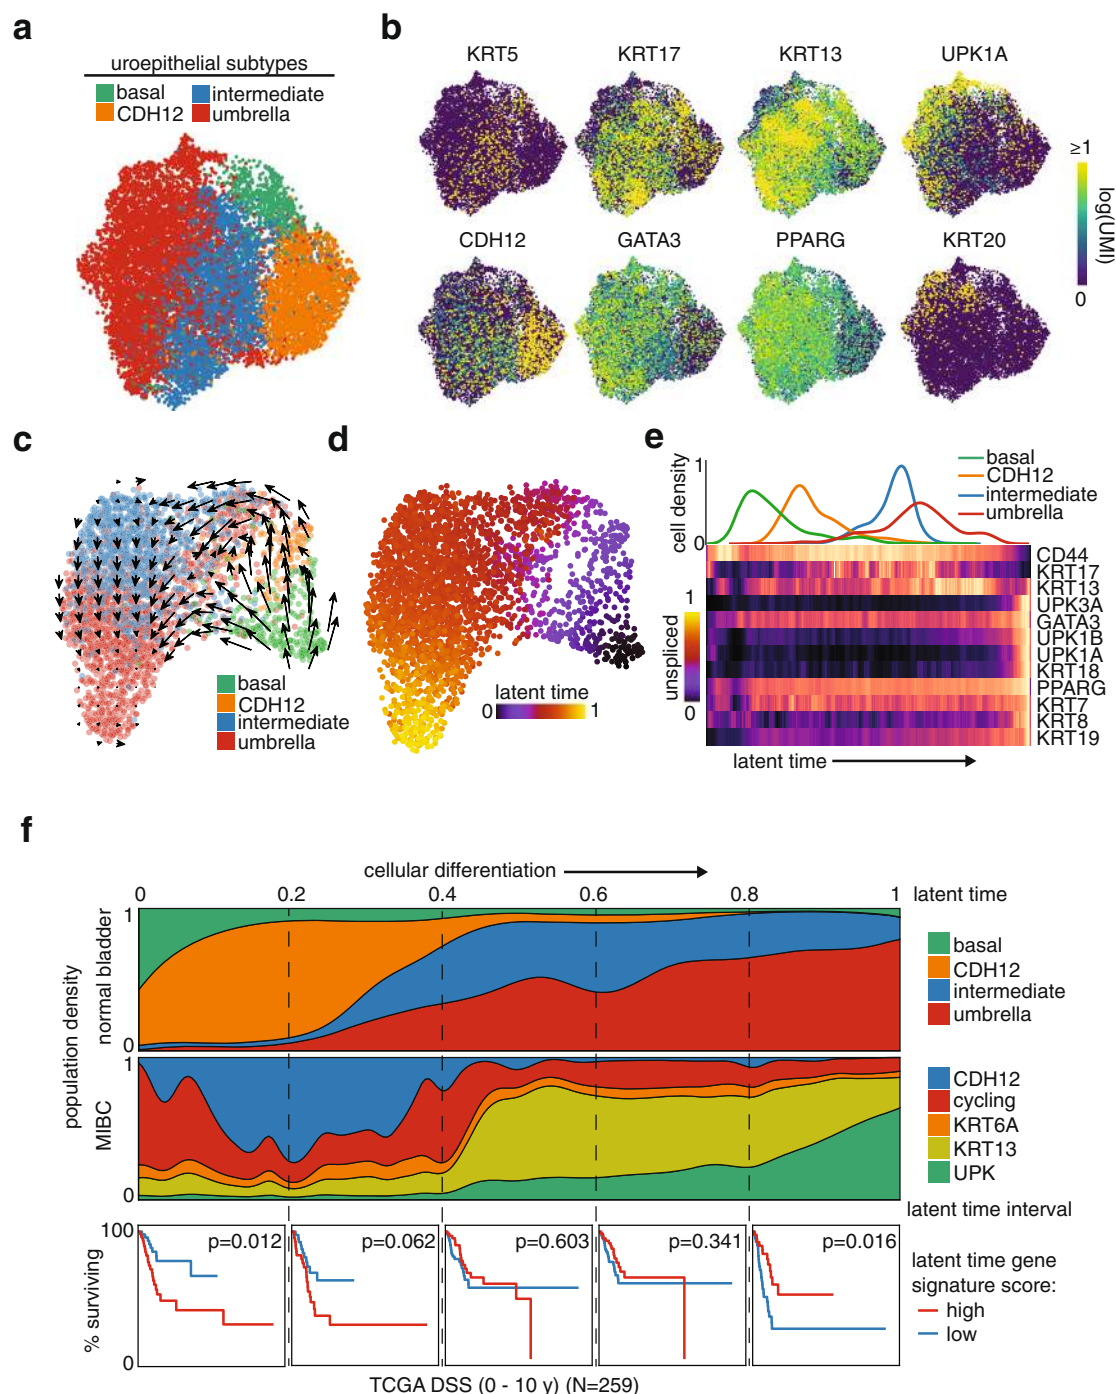 a
uroepithelial subtypes
basal
intermediate
CDH12
umbrella
b
KRT5
KRT17
KRT13
UPK1A
CDH12
GATA3
PPARG
KRT20
≥1
log(UMI)
0
c
basal
CDH12
intermediate
umbrella
d
latent time
0
1
e
cell density
1
0
basal
CDH12
intermediate
umbrella
CD44
KRT17
KRT13
UPK3A
GATA3
UPK1B
UPK1A
KRT18
PPARG
KRT7
KRT8
KRT19
1
unspliced
0
latent time
f
cellular differentiation
0 0.2 0.4 0.6 0.8 1 latent time
population density
normal bladder
1
0
basal
CDH12
intermediate
umbrella
MIBC
1
0
CDH12
cycling
KRT6A
KRT13
UPK
latent time interval
% surviving
100
0
p=0.012
p=0.062
p=0.603
p=0.341
p=0.016
latent time gene
signature score:
high
low
TCGA DSS (0 - 10 y) (N=259)